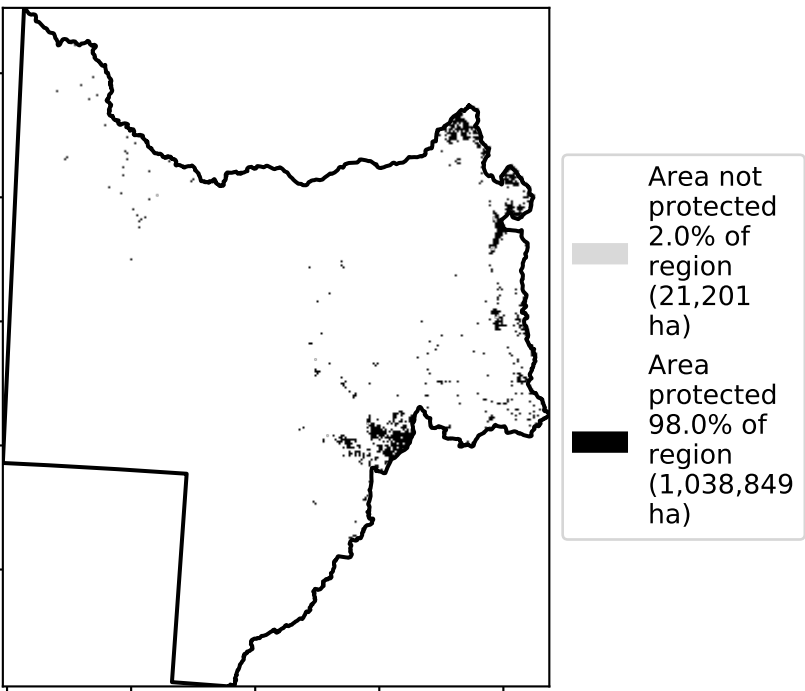 Area not
protected
2.0% of
region
(21,201
ha)
Area
protected
98.0% of
region
(1,038,849
ha)